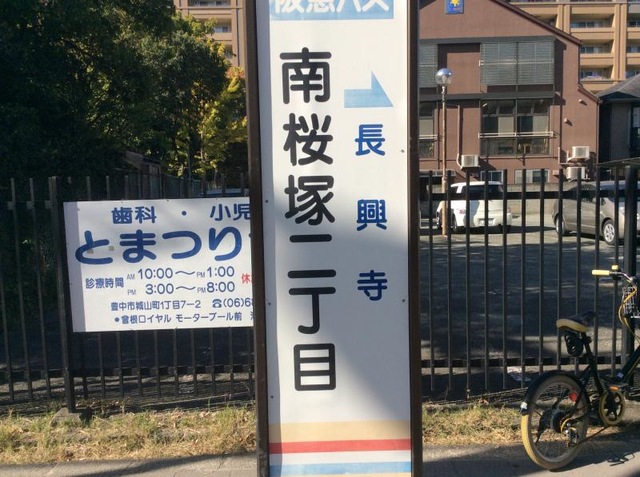 阪急バス
南桜塚二丁目
長興寺
歯科・小児
とまつり
診療時間 AM 10:00～PM 1:00 休
PM 3:00～PM 8:00
豊中市城山町1丁目7-2 ☎(06)68
●曽根ロイヤル モータープール前